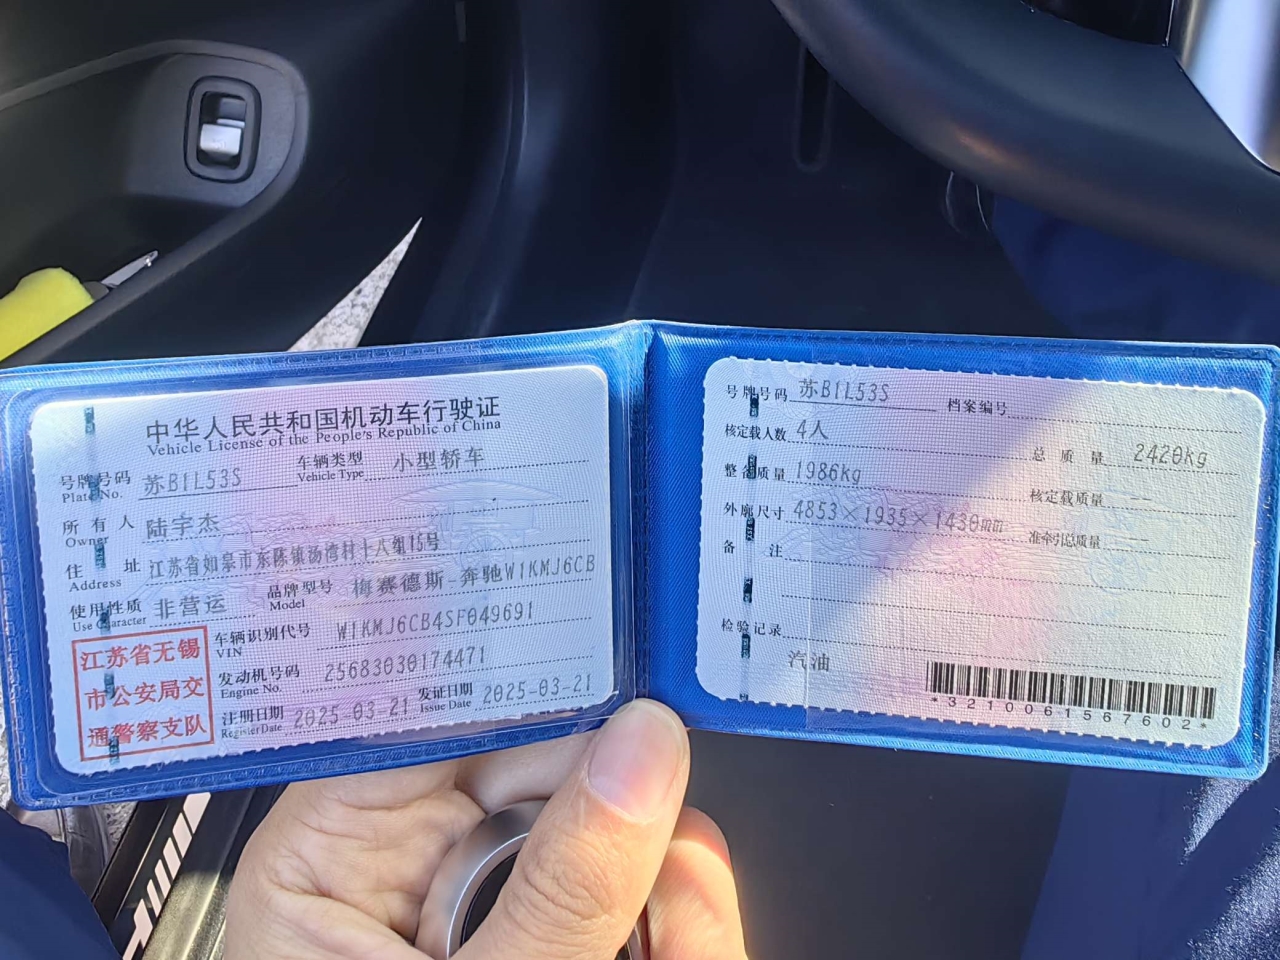 中华人民共和国机动车行驶证
Vehicle License of the People's Republic of China
号牌号码 苏B1L53S 车辆类型 小型轿车
Plate No. Vehicle Type
所有人 陆宇杰
Owner
住址 江苏省如皋市东陈镇汤湾村十八组15号
Address
使用性质 非营运 品牌型号 梅赛德斯-奔驰W1KMJ6CB
Use Character Model
江苏省无锡
市公安局交
通警察支队
车辆识别代号 W1KMJ6CB4SF049691
VIN
发动机号码 25683030174471
Engine No.
注册日期 2025-03-21 发证日期 2025-03-21
Register Date Issue Date
号牌号码 苏B1L53S 档案编号
核定载人数 4人 总质量 2420kg
整备质量 1986kg 核定载质量 --
外廓尺寸 4853×1935×1430mm 准牵引总质量 --
备注
检验记录
汽油
*3210061567602*